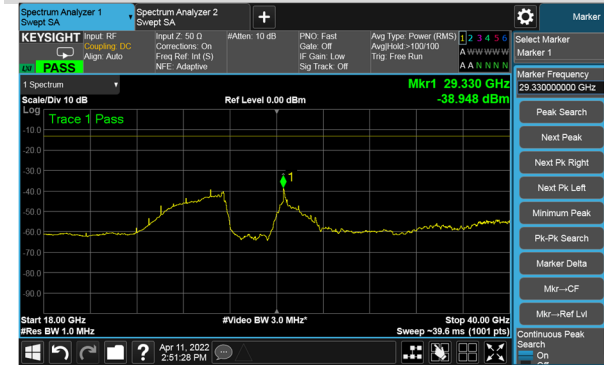 Spectrum Analyzer 1
Swept SA
Spectrum Analyzer 2
Swept SA
+
Marker
KEYSIGHT
PASS
Input: RF
Coupling: DC
Align: Auto
Input Z: 50 Ω
Corrections: On
Freq Ref: Int (S)
NFE: Adaptive
#Atten: 10 dB
PNO: Fast
Gate: Off
IF Gain: Low
Sig Track: Off
Avg Type: Power (RMS)
Avg|Hold:>100/100
Trig: Free Run
1 2 3 4 5 6
A W W W W W
A A N N N N
Select Marker
Marker 1
Marker Frequency
29.330000000 GHz
Peak Search
Next Peak
Next Pk Right
Next Pk Left
Minimum Peak
Pk-Pk Search
Marker Delta
Mkr→CF
Mkr→Ref Lvl
Continuous Peak
Search
On
Off
1 Spectrum
Scale/Div 10 dB
Ref Level 0.00 dBm
Mkr1 29.330 GHz
-38.948 dBm
Log
Trace 1 Pass
-10.0
-20.0
-30.0
-40.0
-50.0
-60.0
-70.0
-80.0
-90.0
1
Start 18.00 GHz
#Res BW 1.0 MHz
#Video BW 3.0 MHz*
Stop 40.00 GHz
Sweep ~39.6 ms (1001 pts)
?
Apr 11, 2022
2:51:28 PM